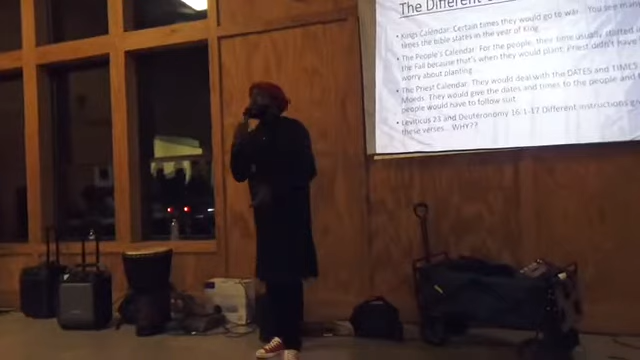 The Different
• Kings Calendar: Certain times they would go to war. You see many
times the bible states in the year of King
• The People's Calendar: For the people, their time usually started in
the Fall because that's when they would plant. Priest didn't have
worry about planting
• The Priest Calendar: They would deal with the DATES and TIMES
Moeds. They would give the dates and times to the people and
people would have to follow suit
• Leviticus 23 and Deuteronomy 16:1-17 Different instructions
these verses... WHY??